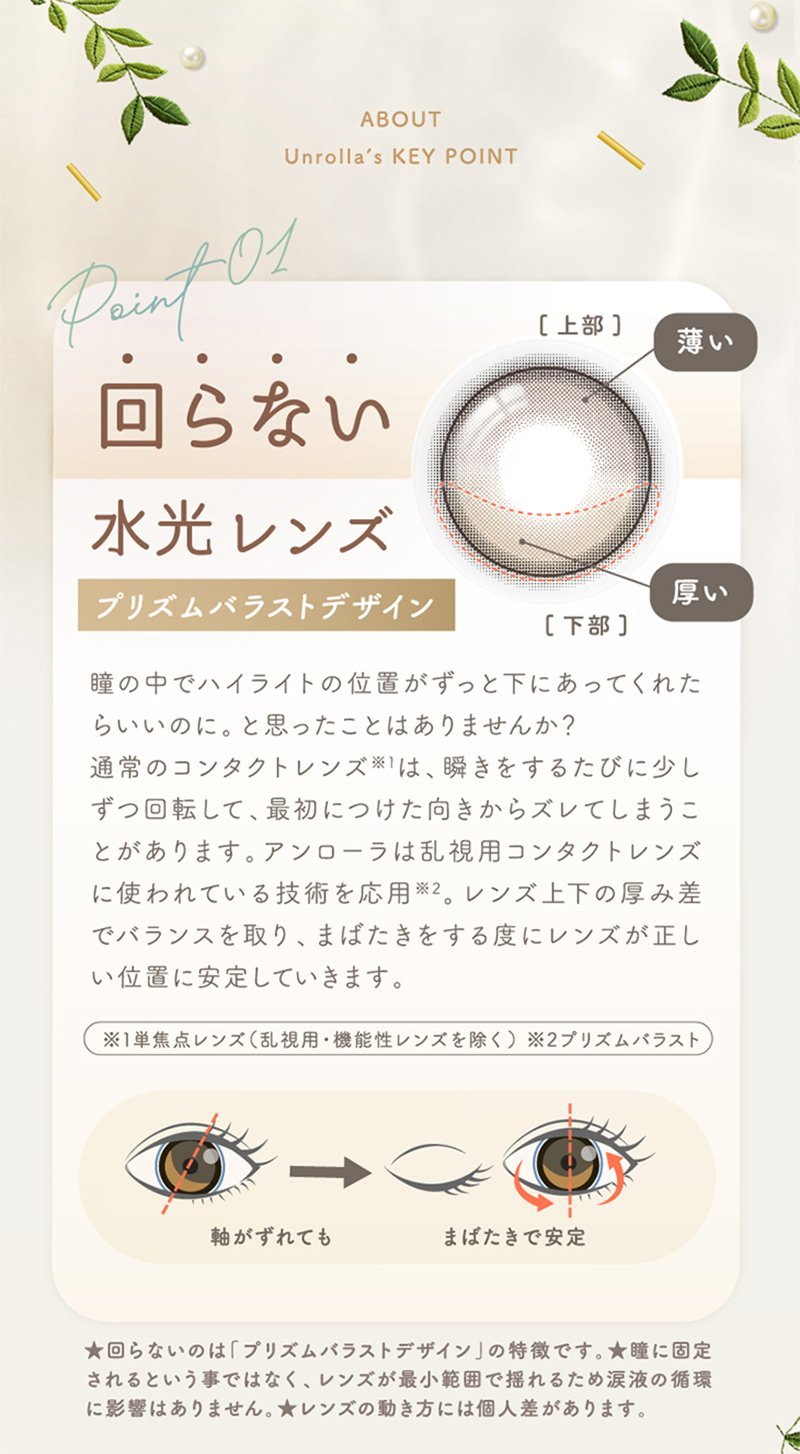 ABOUT
Unrolla's KEY POINT
Point 01
回らない
水光レンズ
プリズムバラストデザイン
[上部]
薄い
厚い
[下部]
瞳の中でハイライトの位置がずっと下にあってくれた
らいいのに。と思ったことはありませんか?
通常のコンタクトレンズ※1は、瞬きをするたびに少し
ずつ回転して、最初につけた向きからズレてしまうこ
とがあります。アンローラは乱視用コンタクトレンズ
に使われている技術を応用※2。レンズ上下の厚み差
でバランスを取り、まばたきをする度にレンズが正し
い位置に安定していきます。
※1単焦点レンズ(乱視用・機能性レンズを除く) ※2プリズムバラスト
軸がずれても
まばたきで安定
★回らないのは「プリズムバラストデザイン」の特徴です。★瞳に固定
されるという事ではなく、レンズが最小範囲で揺れるため涙液の循環
に影響はありません。★レンズの動き方には個人差があります。